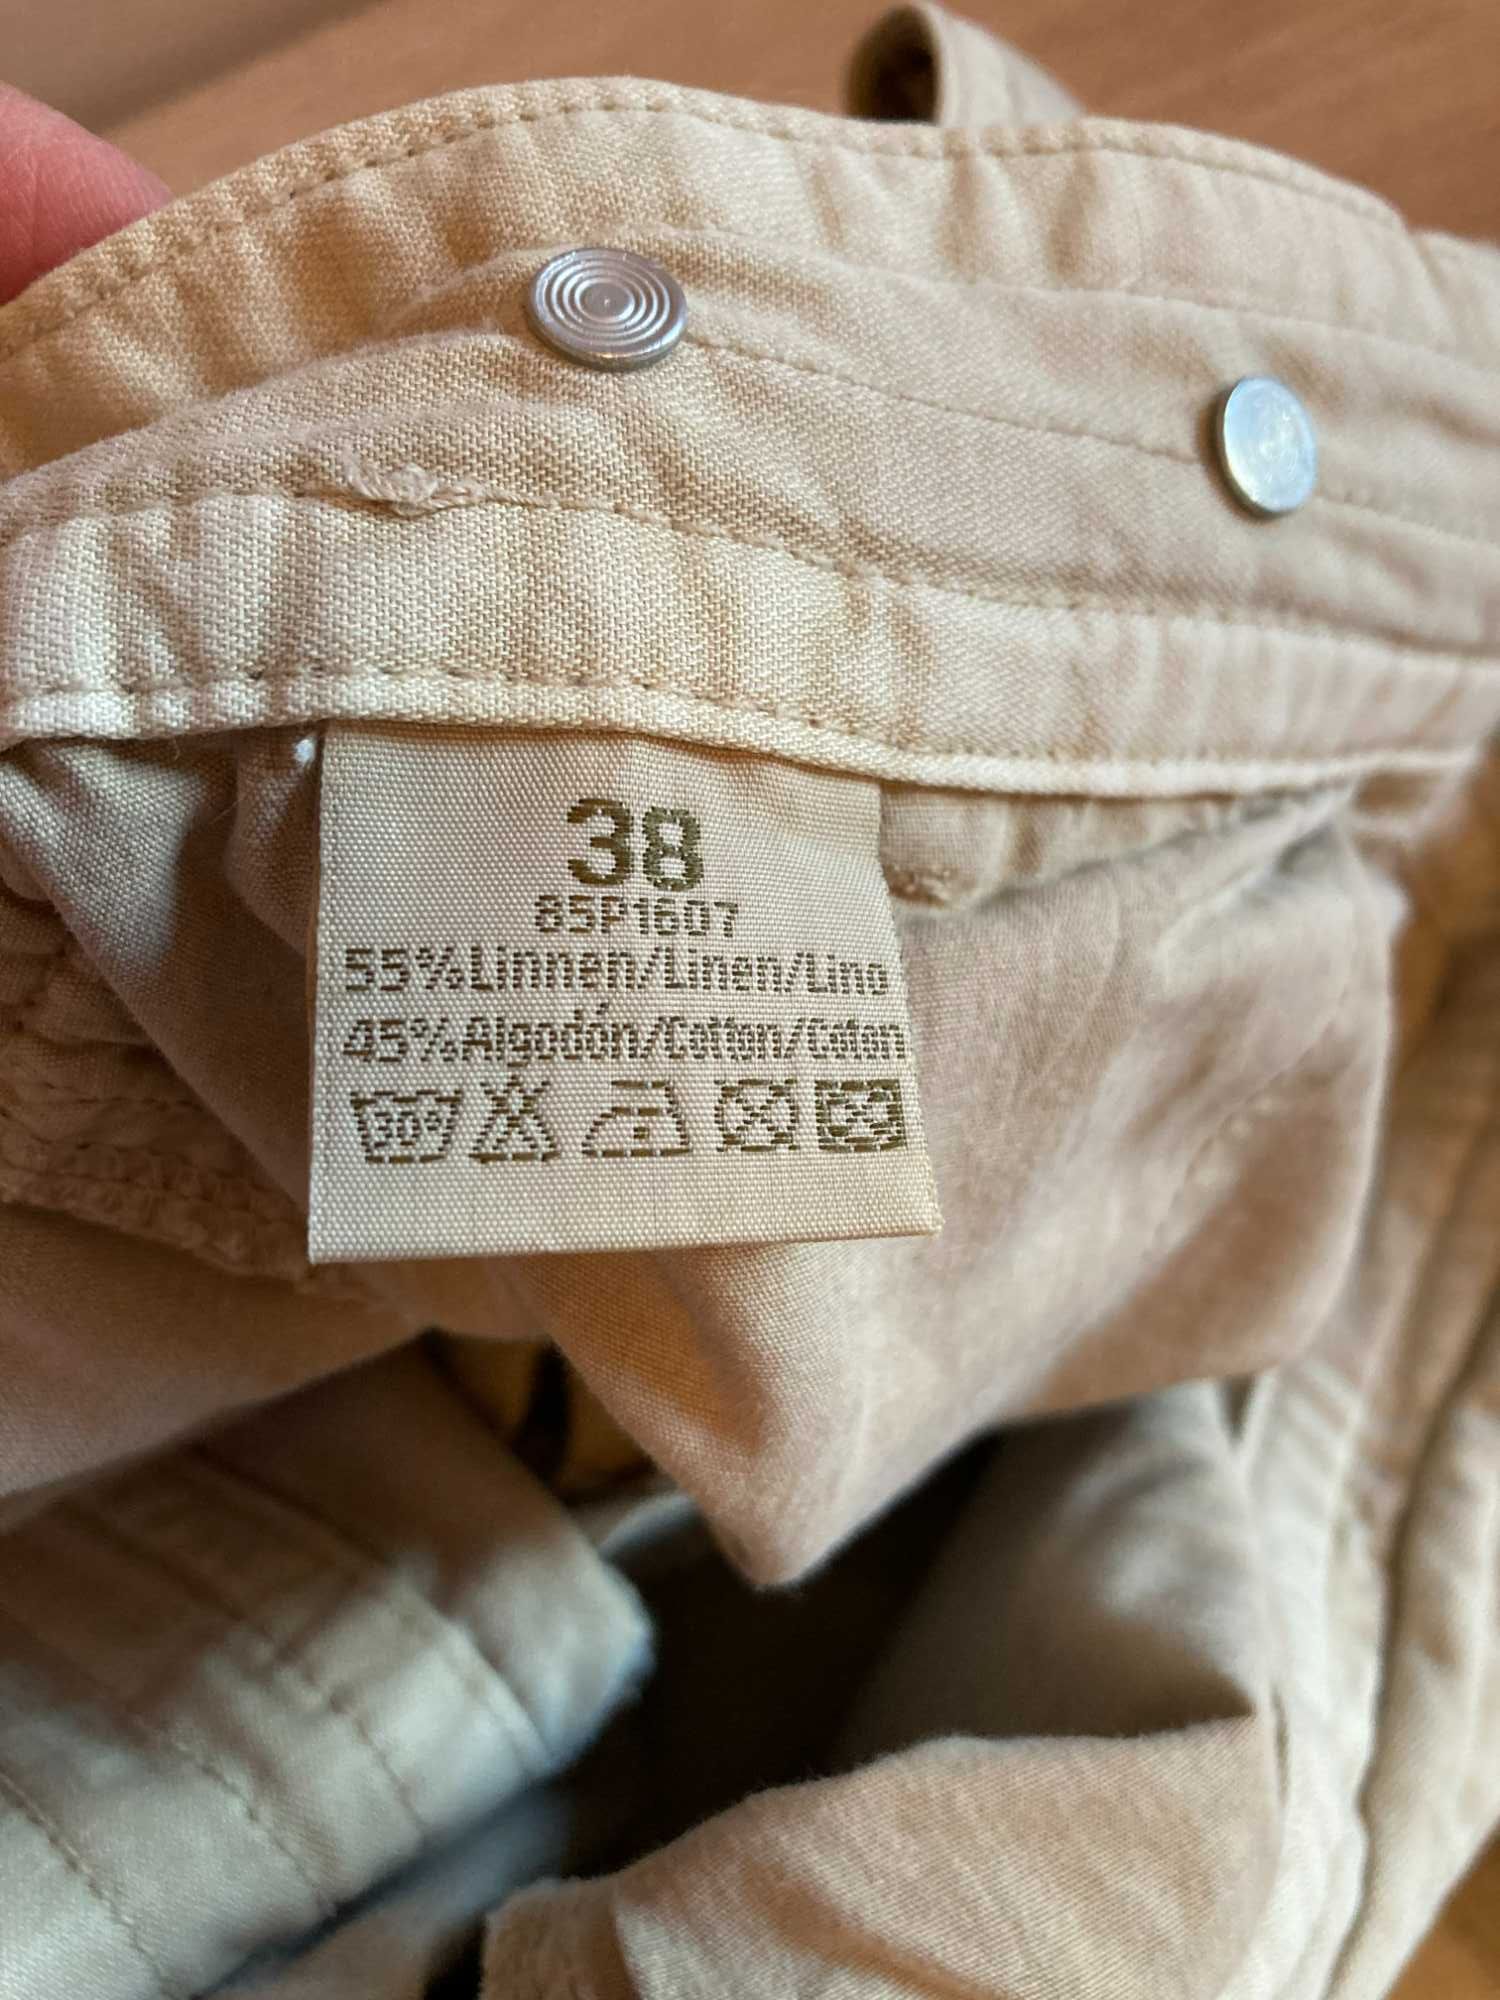 38
85P1607
55%Linnen/Linen/Lino
45%Algodón/Cotton/Coton
30°